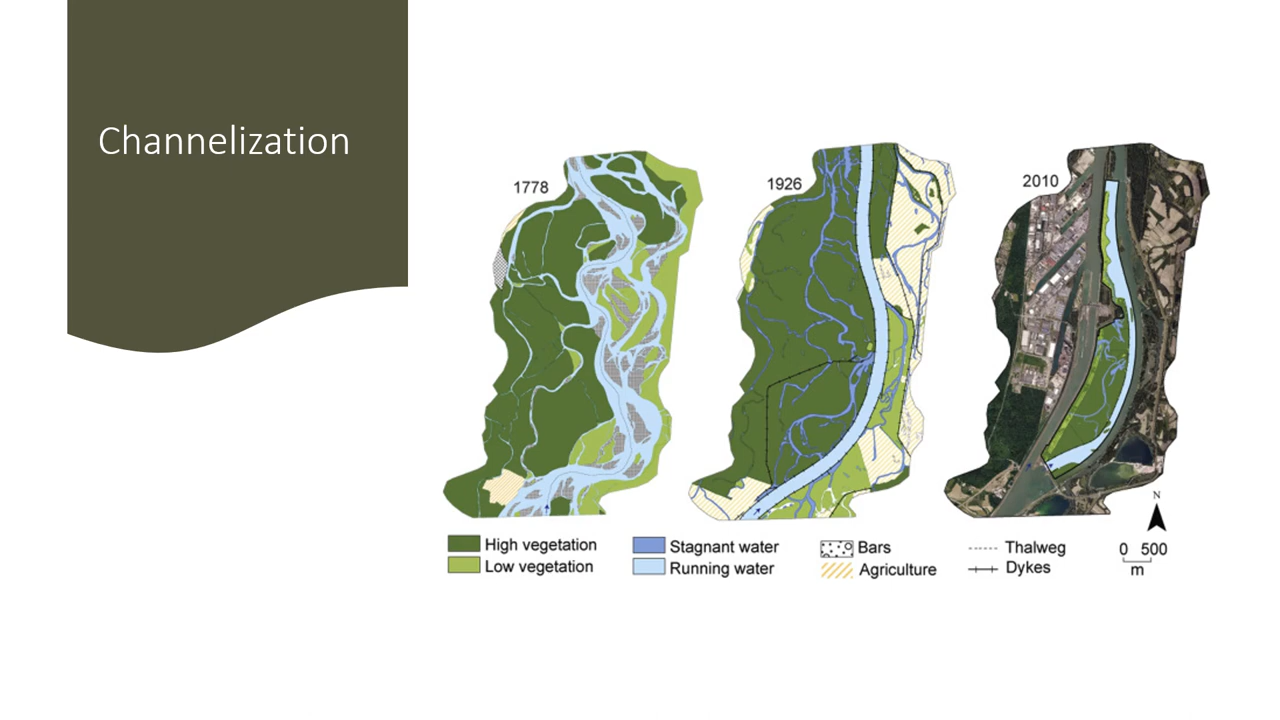 Channelization
1778
1926
2010
High vegetation
Low vegetation
Stagnant water
Running water
Bars
Agriculture
Thalweg
Dykes
N
0 500
m